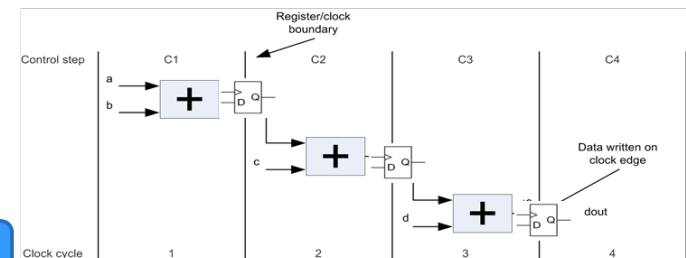 Register/clock
boundary
Control step
C1
C2
C3
C4
a
b
+
D
Q
c
+
D
Q
Data written on
clock edge
d
+
D
Q
dout
Clock cycle
1
2
3
4